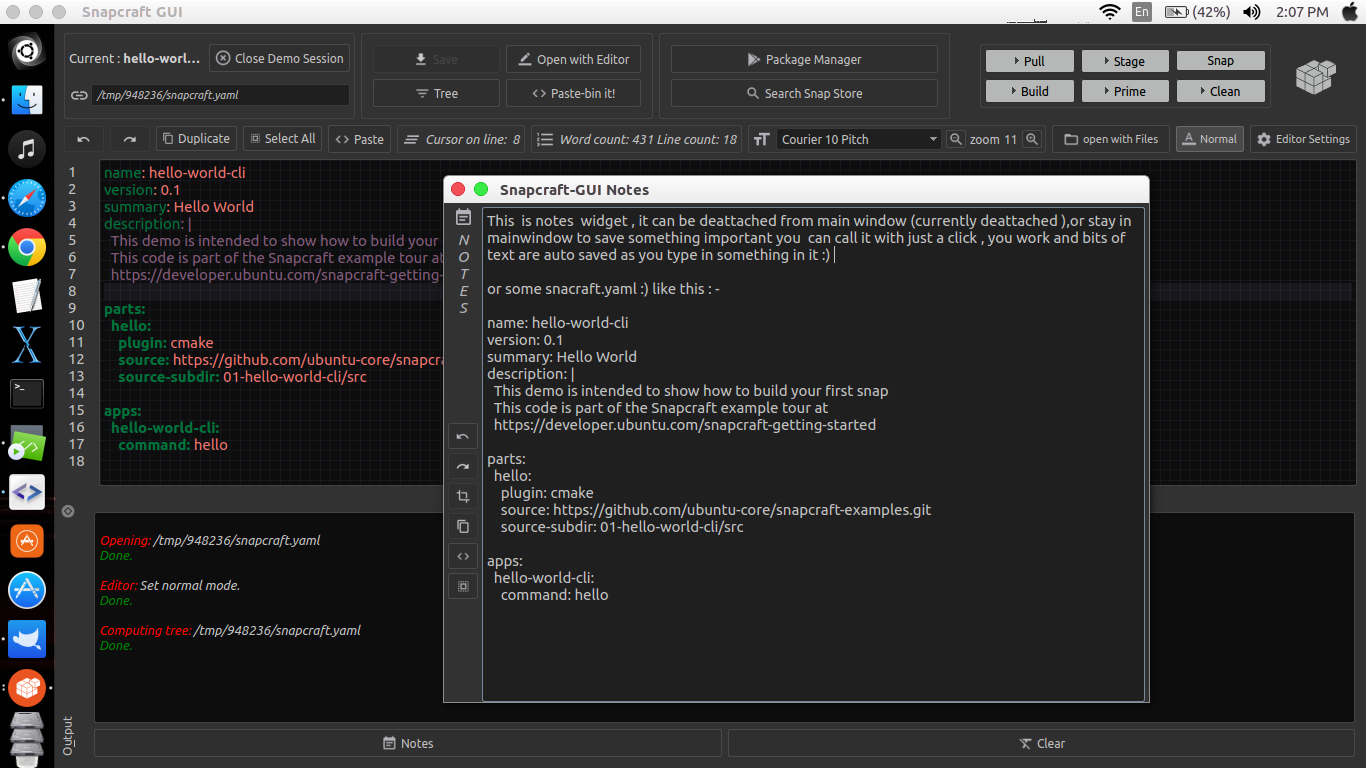 Snapcraft GUI
En (42%) 2:07 PM
Current : hello-worl... Close Demo Session
/tmp/948236/snapcraft.yaml
Save Open with Editor
Tree Paste-bin it!
Package Manager
Search Snap Store
Pull Stage Snap
Build Prime Clean
Duplicate Select All Paste Cursor on line: 8 Word count: 431 Line count: 18 Courier 10 Pitch zoom 11 open with Files Normal Editor Settings
1 name: hello-world-cli
2 version: 0.1
3 summary: Hello World
4 description: |
5 This demo is intended to show how to build your
6 This code is part of the Snapcraft example tour at
7 https://developer.ubuntu.com/snapcraft-getting-
8
9 parts:
10 hello:
11 plugin: cmake
12 source: https://github.com/ubuntu-core/snapcra
13 source-subdir: 01-hello-world-cli/src
14
15 apps:
16 hello-world-cli:
17 command: hello
18
Snapcraft-GUI Notes
N
O
T
E
S
This is notes widget , it can be deattached from main window (currently deattached ),or stay in
mainwindow to save something important you can call it with just a click , you work and bits of
text are auto saved as you type in something in it :)
or some snacraft.yaml :) like this : -
name: hello-world-cli
version: 0.1
summary: Hello World
description: |
This demo is intended to show how to build your first snap
This code is part of the Snapcraft example tour at
https://developer.ubuntu.com/snapcraft-getting-started
parts:
hello:
plugin: cmake
source: https://github.com/ubuntu-core/snapcraft-examples.git
source-subdir: 01-hello-world-cli/src
apps:
hello-world-cli:
command: hello
Opening: /tmp/948236/snapcraft.yaml
Done.
Editor: Set normal mode.
Done.
Computing tree: /tmp/948236/snapcraft.yaml
Done.
Output
Notes Clear